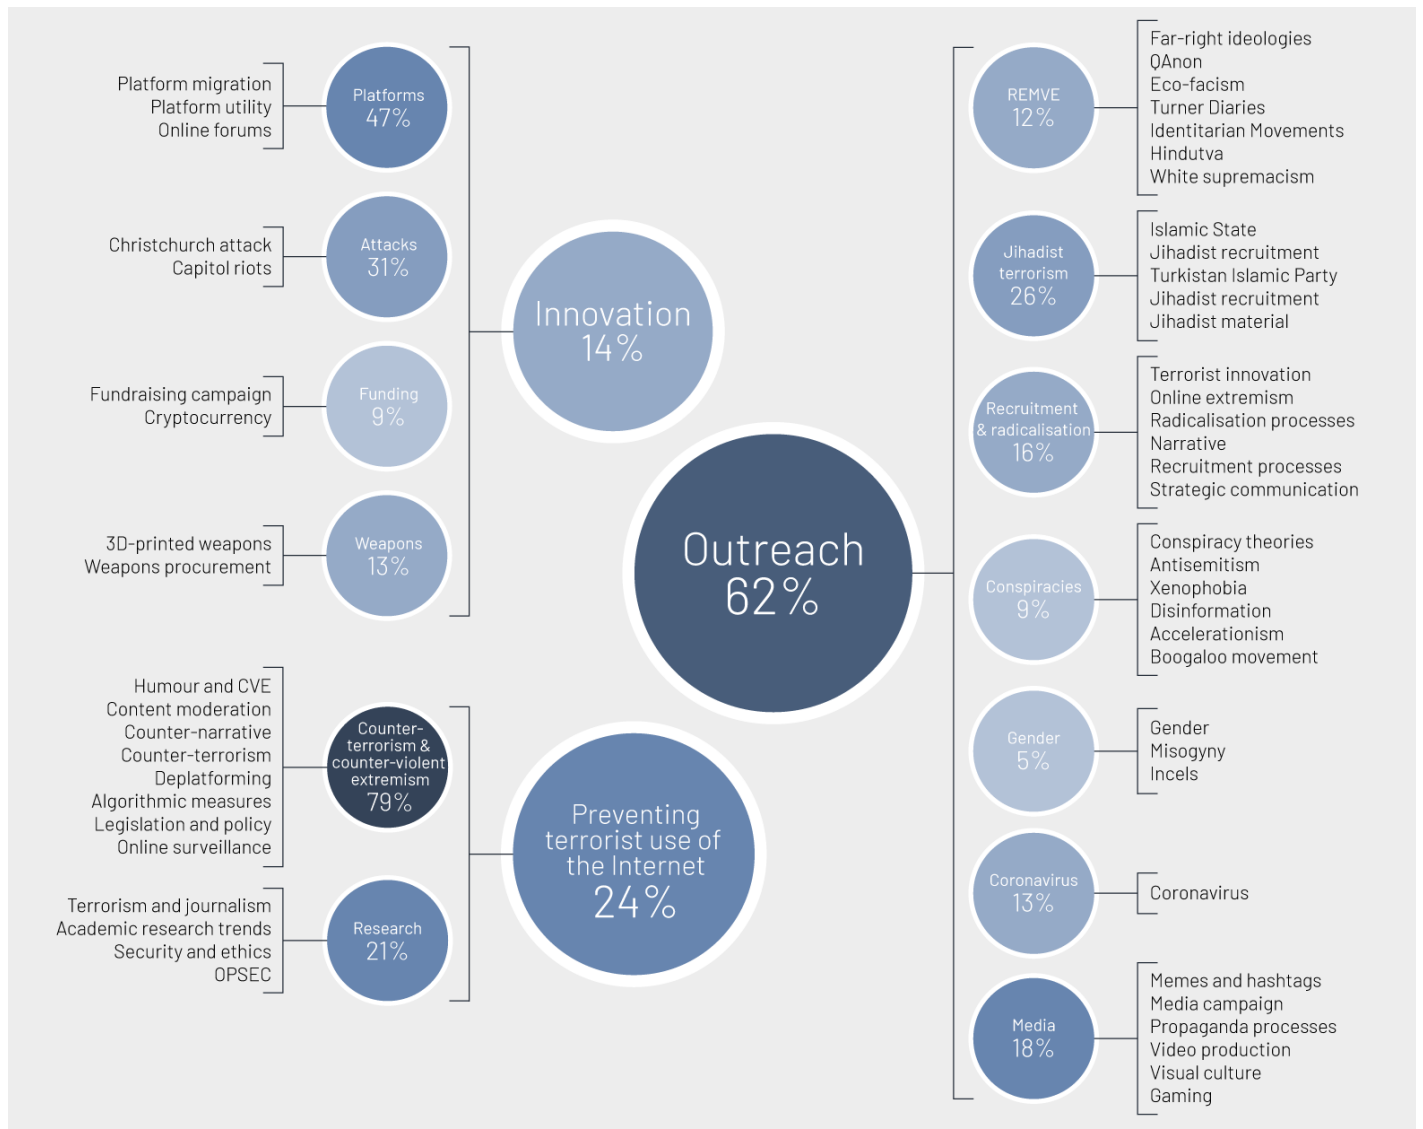 Platform migration
Platform utility
Online forums
Platforms
47%
Christchurch attack
Capitol riots
Attacks
31%
Fundraising campaign
Cryptocurrency
Funding
9%
3D-printed weapons
Weapons procurement
Weapons
13%
Innovation
14%
Humour and CVE
Content moderation
Counter-narrative
Counter-terrorism
Deplatforming
Algorithmic measures
Legislation and policy
Online surveillance
Counter-
terrorism &
counter-violent
extremism
79%
Terrorism and journalism
Academic research trends
Security and ethics
OPSEC
Research
21%
Preventing
terrorist use of
the Internet
24%
Outreach
62%
REMVE
12%
Far-right ideologies
QAnon
Eco-facism
Turner Diaries
Identitarian Movements
Hindutva
White supremacism
Jihadist
terrorism
26%
Islamic State
Jihadist recruitment
Turkistan Islamic Party
Jihadist recruitment
Jihadist material
Recruitment
& radicalisation
16%
Terrorist innovation
Online extremism
Radicalisation processes
Narrative
Recruitment processes
Strategic communication
Conspiracies
9%
Conspiracy theories
Antisemitism
Xenophobia
Disinformation
Accelerationism
Boogaloo movement
Gender
5%
Gender
Misogyny
Incels
Coronavirus
13%
Coronavirus
Media
18%
Memes and hashtags
Media campaign
Propaganda processes
Video production
Visual culture
Gaming